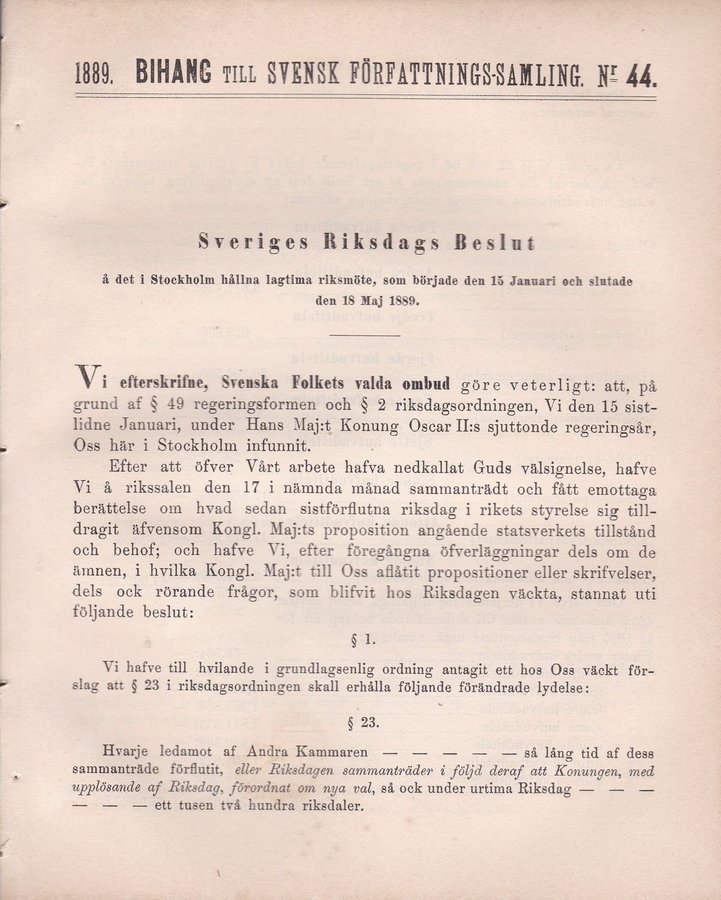 1889. BIHANG TILL SVENSK FÖRFATTNINGS-SAMLING. Nr 44.
Sveriges Riksdags Beslut
å det i Stockholm hållna lagtima riksmöte, som började den 15 Januari och slutade
den 18 Maj 1889.
Vi efterskrifne, Svenska Folkets valda ombud göre veterligt: att, på
grund af § 49 regeringsformen och § 2 riksdagsordningen, Vi den 15 sist-
lidne Januari, under Hans Maj:t Konung Oscar II:s sjuttonde regeringsår,
Oss här i Stockholm infunnit.
Efter att öfver Vårt arbete hafva nedkallat Guds välsignelse, hafve
Vi å rikssalen den 17 i nämnda månad sammanträdt och fått emottaga
berättelse om hvad sedan sistförflutna riksdag i rikets styrelse sig till-
dragit äfvensom Kongl. Maj:ts proposition angående statsverkets tillstånd
och behof; och hafve Vi, efter föregångna öfverläggningar dels om de
ämnen, i hvilka Kongl. Maj:t till Oss aflåtit propositioner eller skrifvelser,
dels ock rörande frågor, som blifvit hos Riksdagen väckta, stannat uti
följande beslut:
§ 1.
Vi hafve till hvilande i grundlagsenlig ordning antagit ett hos Oss väckt för-
slag att § 23 i riksdagsordningen skall erhålla följande förändrade lydelse:
§ 23.
Hvarje ledamot af Andra Kammaren — — — — — så lång tid af dess
sammanträde förflutit, eller Riksdagen sammanträder i följd deraf att Konungen, med
upplösande af Riksdag, förordnat om nya val, så ock under urtima Riksdag — — —
— — — ett tusen två hundra riksdaler.